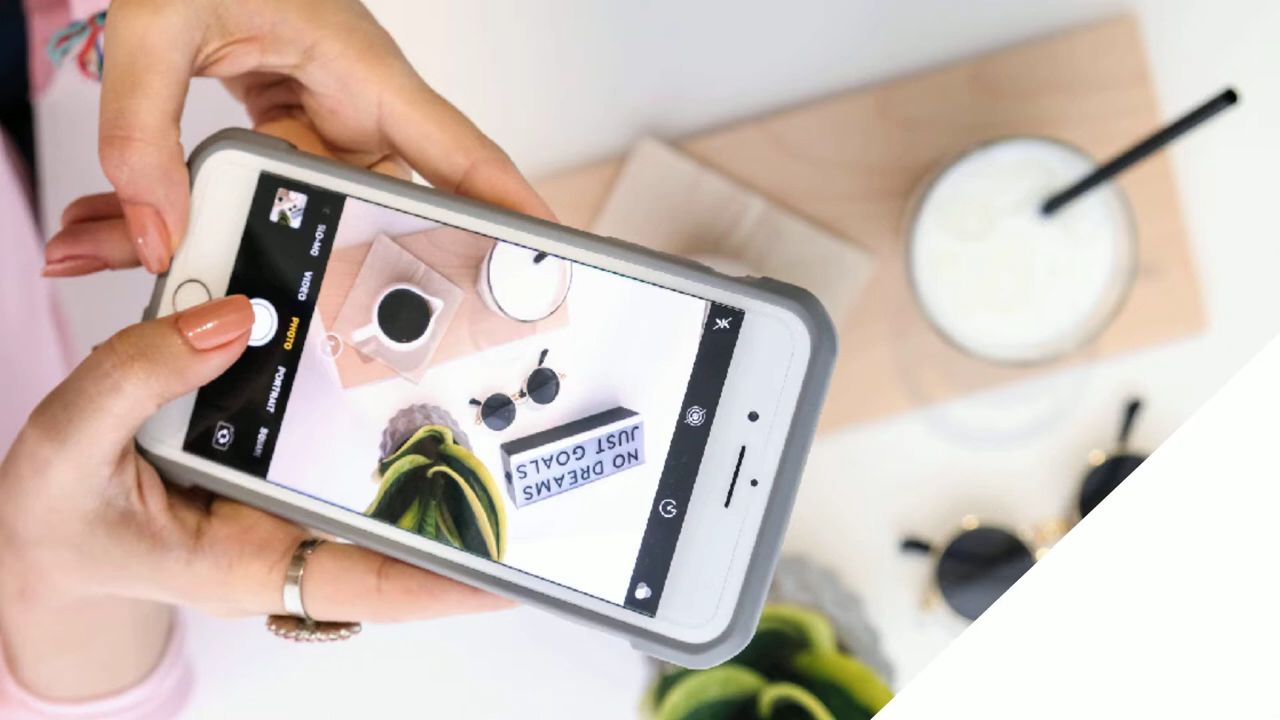 SLO-MO
VIDEO
PHOTO
PORTRAIT
SQUARE
NO DREAMS
JUST GOALS